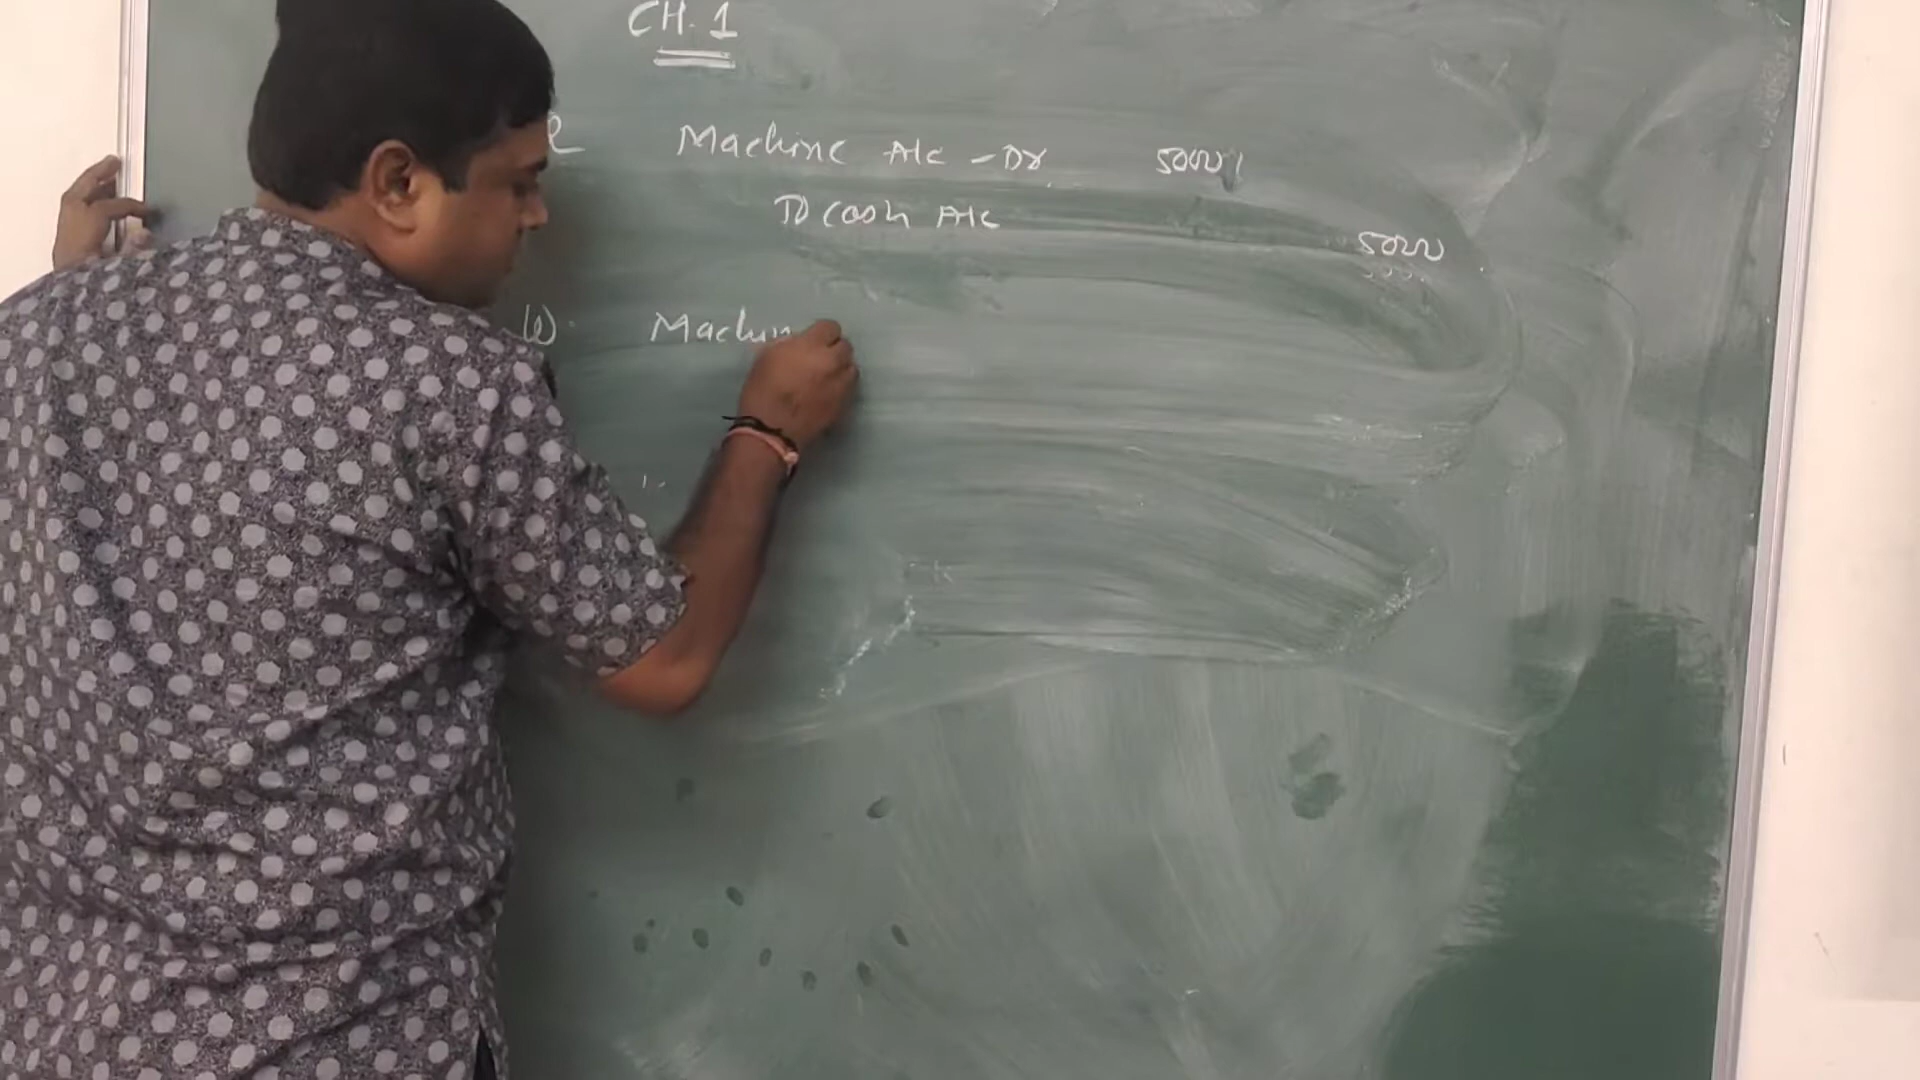 CH. 1
R Machine A/c - Dr 5000/
To Cash A/c
5000
W. Machin